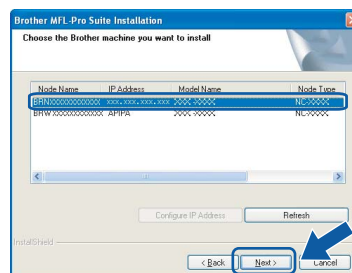 Brother MFL-Pro Suite Installation
Choose the Brother machine you want to install
Node Name IP Address Model Name Node Type
BRNXXXXXXXXXXXX xxx.xxx.xxx.xxx XXX-XXXX NC-XXXX
BRWXXXXXXXXXXXX APIPA XXX-XXXX NC-XXXX
Configure IP Address Refresh
InstallShield
< Back Next > Cancel